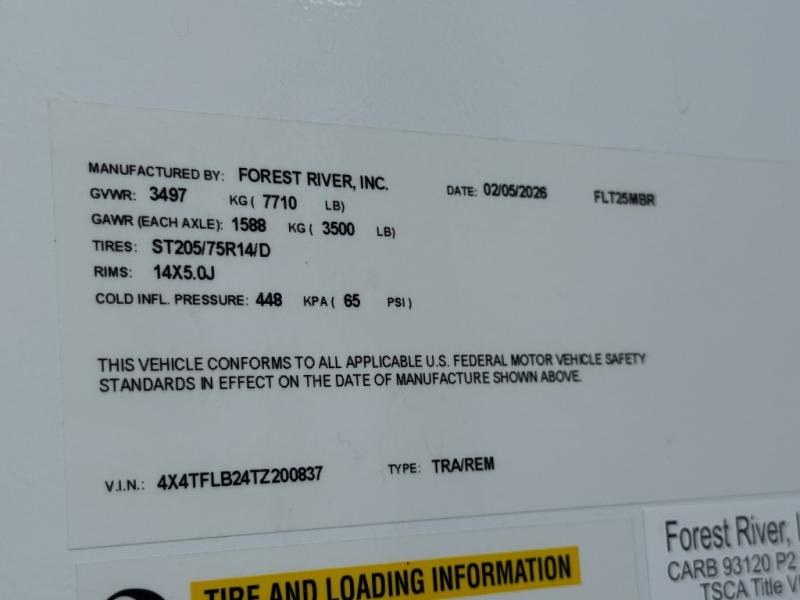 MANUFACTURED BY: FOREST RIVER, INC. DATE: 02/05/2026 FLT25MBR
GVWR: 3497 KG ( 7710 LB)
GAWR (EACH AXLE): 1588 KG ( 3500 LB)
TIRES: ST205/75R14/D
RIMS: 14X5.0J
COLD INFL. PRESSURE: 448 KPA ( 65 PSI )
THIS VEHICLE CONFORMS TO ALL APPLICABLE U.S. FEDERAL MOTOR VEHICLE SAFETY
STANDARDS IN EFFECT ON THE DATE OF MANUFACTURE SHOWN ABOVE.
V.I.N.: 4X4TFLB24TZ200837 TYPE: TRA/REM
TIRE AND LOADING INFORMATION
Forest River,
CARB 93120 P2
TSCA Title